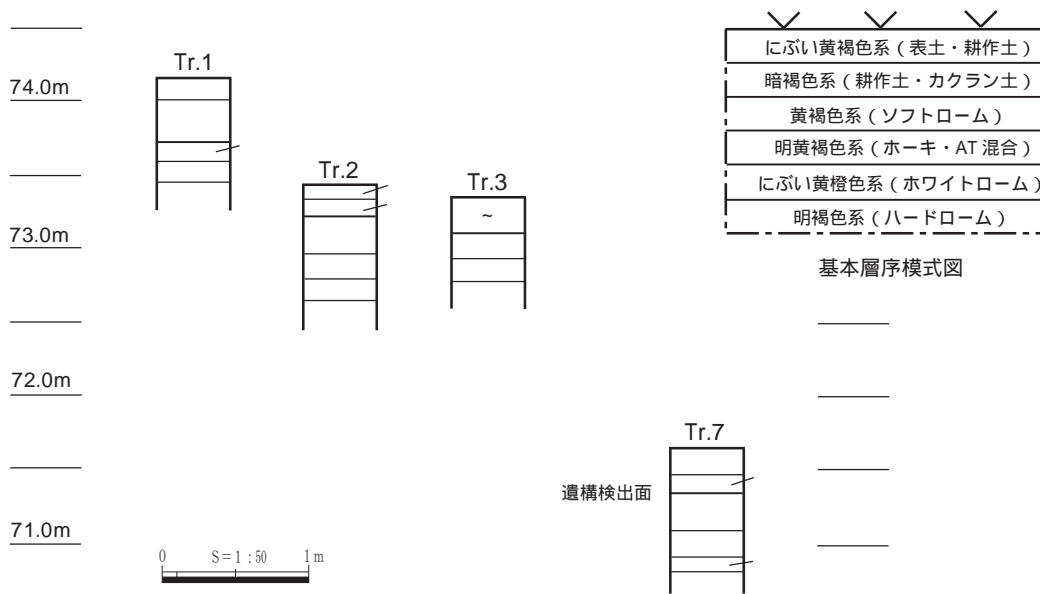 74.0m
73.0m
72.0m
71.0m
Tr.1
Tr.2
Tr.3
~
Tr.7
遺構検出面
0 S=1:50 1m
にぶい黄褐色系(表土・耕作土)
暗褐色系(耕作土・カクラン土)
黄褐色系(ソフトローム)
明黄褐色系(ホーキ・AT混合)
にぶい黄橙色系(ホワイトローム)
明褐色系(ハードローム)
基本層序模式図